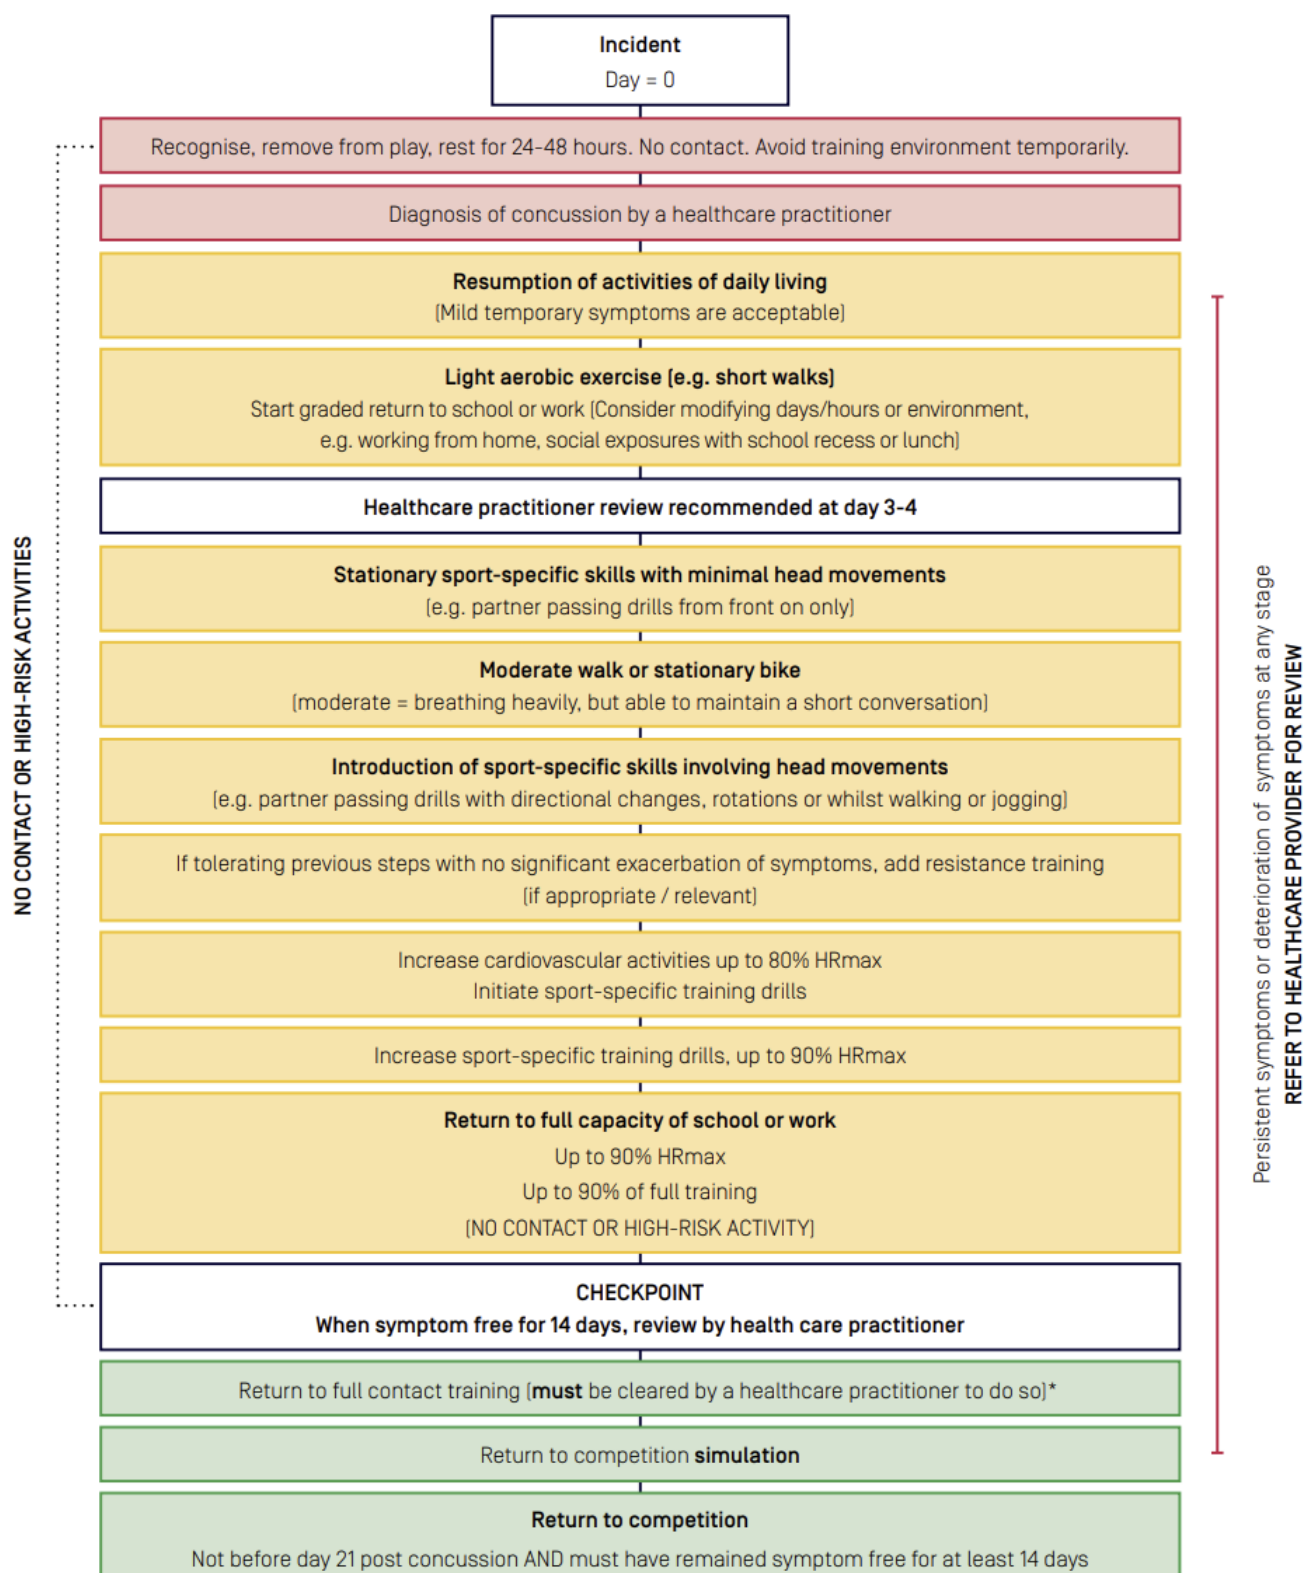 Incident
Day = 0
Recognise, remove from play, rest for 24-48 hours. No contact. Avoid training environment temporarily.
Diagnosis of concussion by a healthcare practitioner
Resumption of activities of daily living
(Mild temporary symptoms are acceptable)
Light aerobic exercise (e.g. short walks)
Start graded return to school or work (Consider modifying days/hours or environment,
e.g. working from home, social exposures with school recess or lunch)
Healthcare practitioner review recommended at day 3-4
Stationary sport-specific skills with minimal head movements
(e.g. partner passing drills from front on only)
Moderate walk or stationary bike
(moderate = breathing heavily, but able to maintain a short conversation)
Introduction of sport-specific skills involving head movements
(e.g. partner passing drills with directional changes, rotations or whilst walking or jogging)
If tolerating previous steps with no significant exacerbation of symptoms, add resistance training
(if appropriate / relevant)
Increase cardiovascular activities up to 80% HRmax
Initiate sport-specific training drills
Increase sport-specific training drills, up to 90% HRmax
Return to full capacity of school or work
Up to 90% HRmax
Up to 90% of full training
(NO CONTACT OR HIGH-RISK ACTIVITY)
CHECKPOINT
When symptom free for 14 days, review by health care practitioner
Return to full contact training (must be cleared by a healthcare practitioner to do so)*
Return to competition simulation
Return to competition
Not before day 21 post concussion AND must have remained symptom free for at least 14 days
NO CONTACT OR HIGH-RISK ACTIVITIES
Persistent symptoms or deterioration of symptoms at any stage
REFER TO HEALTHCARE PROVIDER FOR REVIEW